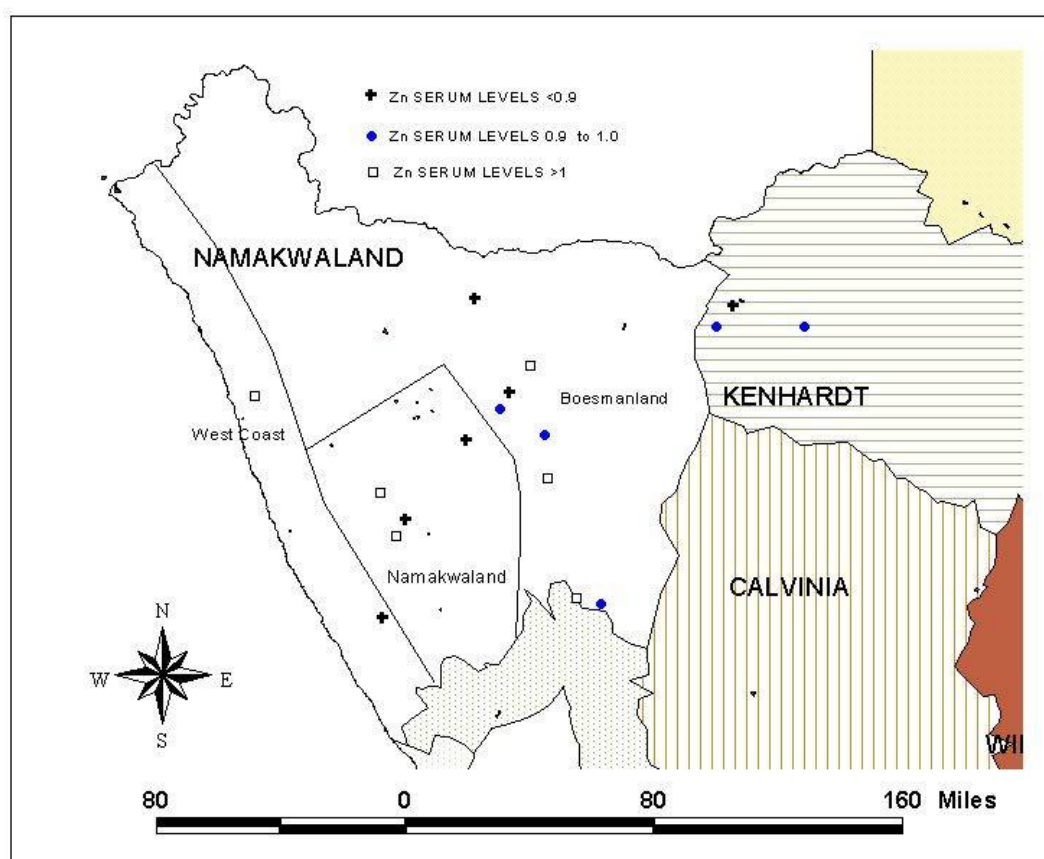 Zn SERUM LEVELS <0.9
Zn SERUM LEVELS 0.9 to 1.0
Zn SERUM LEVELS >1
NAMAKWALAND
KENHARDT
Boesmanland
West Coast
Namakwaland
CALVINIA
N
W E
S
WII
80 0 80 160 Miles